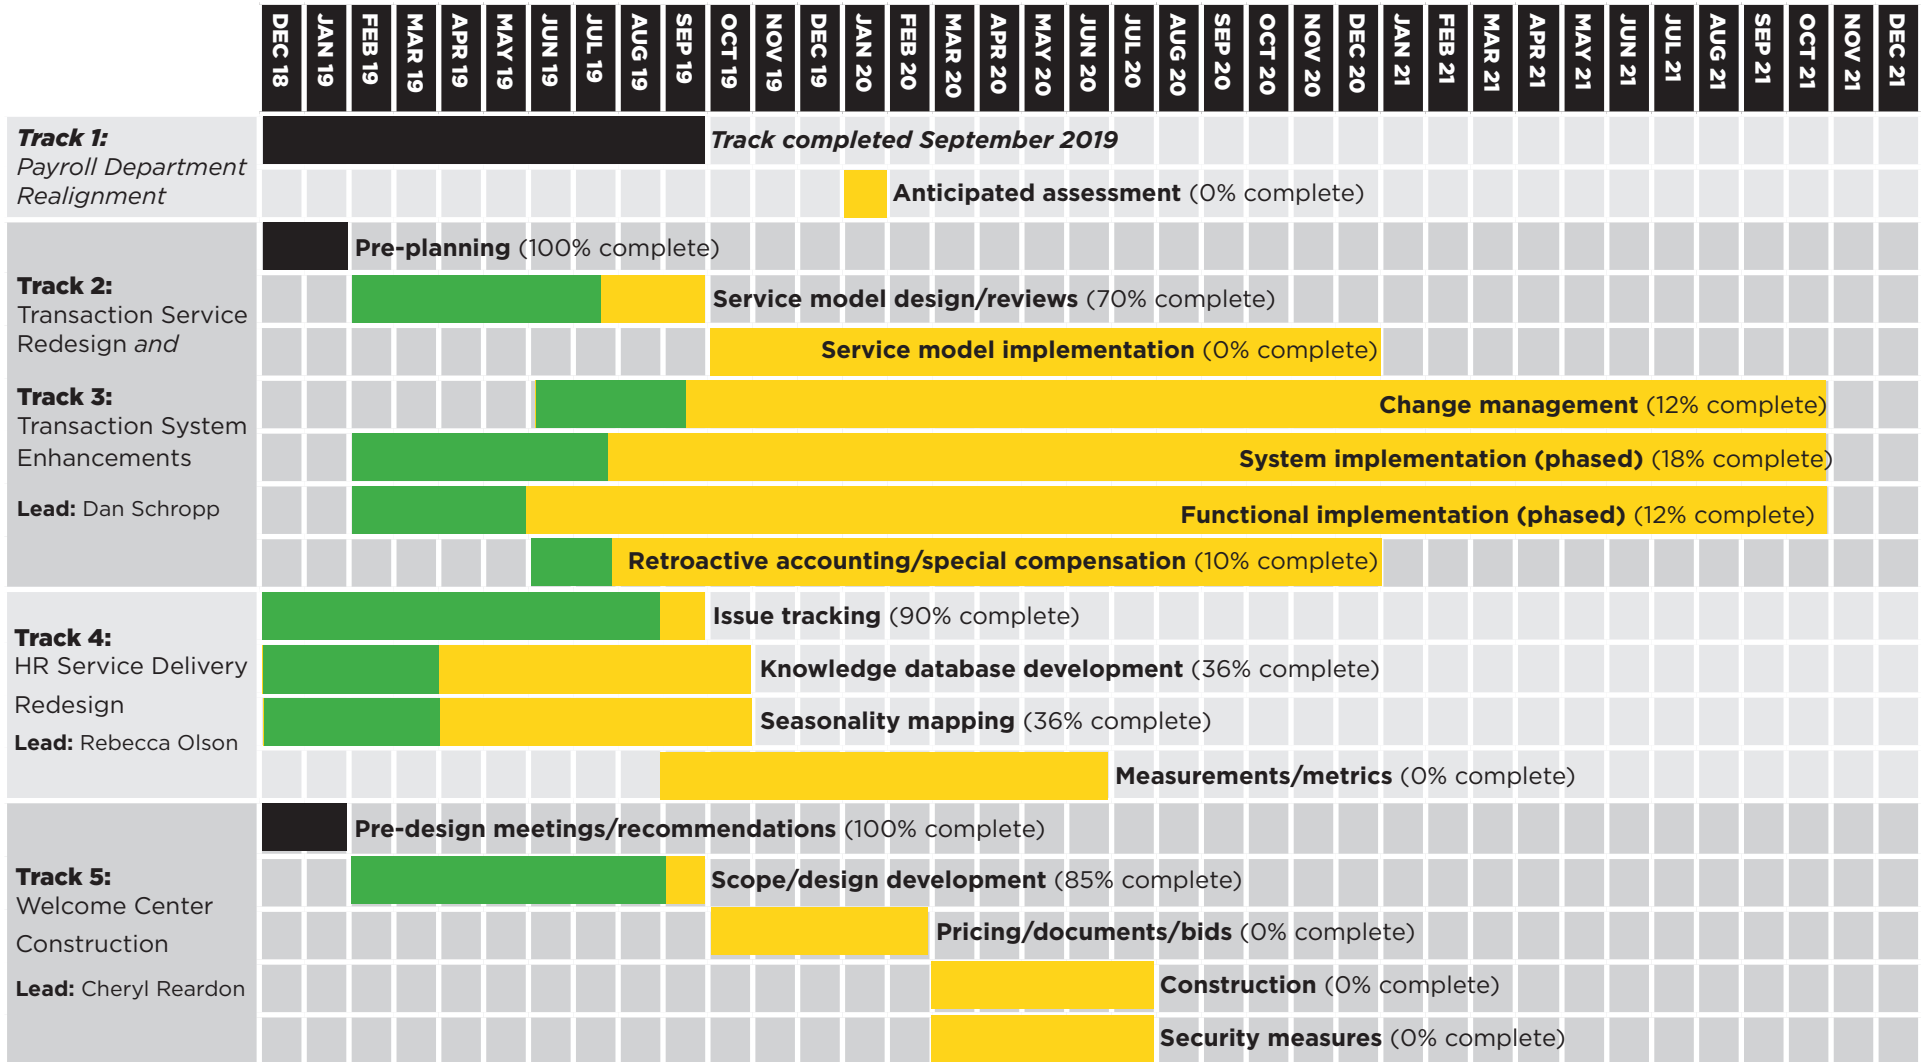 DEC 18
JAN 19
FEB 19
MAR 19
APR 19
MAY 19
JUN 19
JUL 19
AUG 19
SEP 19
OCT 19
NOV 19
DEC 19
JAN 20
FEB 20
MAR 20
APR 20
MAY 20
JUN 20
JUL 20
AUG 20
SEP 20
OCT 20
NOV 20
DEC 20
JAN 21
FEB 21
MAR 21
APR 21
MAY 21
JUN 21
JUL 21
AUG 21
SEP 21
OCT 21
NOV 21
DEC 21
Track 1:
Payroll Department
Realignment
Track completed September 2019
Anticipated assessment (0% complete)
Track 2:
Transaction Service
Redesign and
Track 3:
Transaction System
Enhancements
Lead: Dan Schropp
Pre-planning (100% complete)
Service model design/reviews (70% complete)
Service model implementation (0% complete)
Change management (12% complete)
System implementation (phased) (18% complete)
Functional implementation (phased) (12% complete)
Retroactive accounting/special compensation (10% complete)
Track 4:
HR Service Delivery
Redesign
Lead: Rebecca Olson
Issue tracking (90% complete)
Knowledge database development (36% complete)
Seasonality mapping (36% complete)
Measurements/metrics (0% complete)
Track 5:
Welcome Center
Construction
Lead: Cheryl Reardon
Pre-design meetings/recommendations (100% complete)
Scope/design development (85% complete)
Pricing/documents/bids (0% complete)
Construction (0% complete)
Security measures (0% complete)